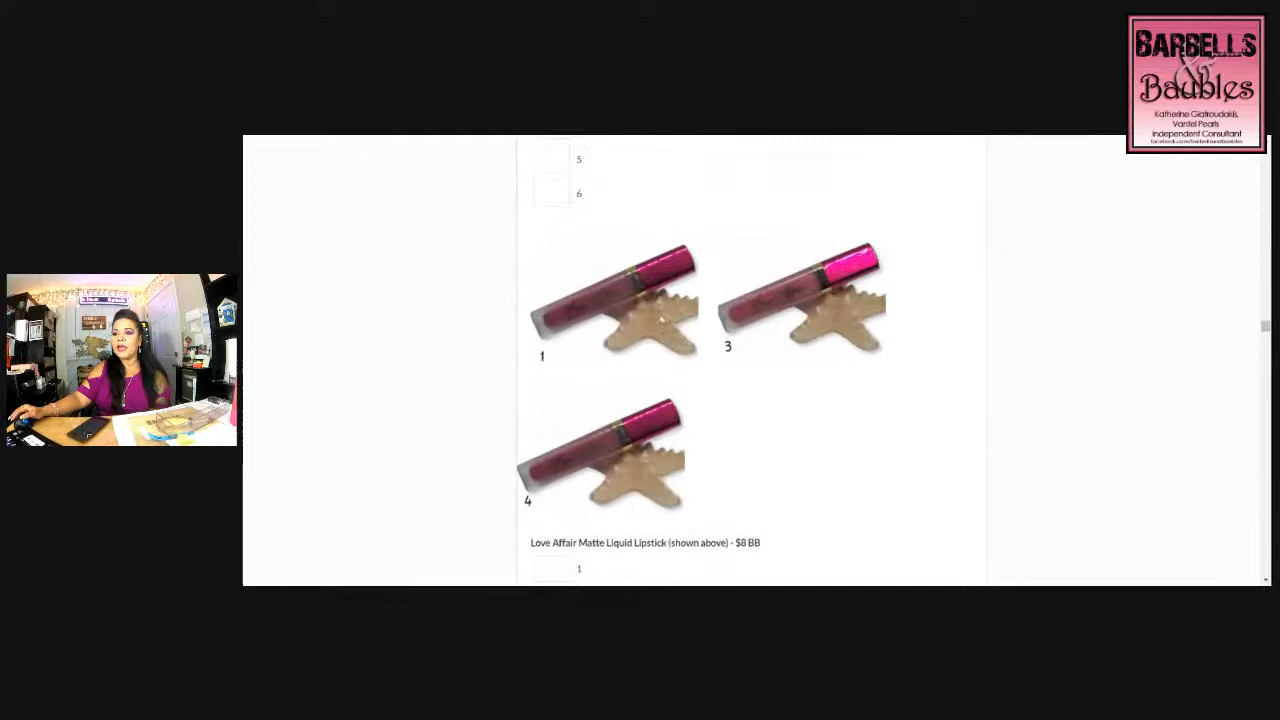 BARBELLS
&
Baubles
Katherine Giatroudakis,
Vantel Pearls
Independent Consultant
facebook.com/barbellsandbaubles
5
6
1
3
4
Love Affair Matte Liquid Lipstick (shown above) - $8 BB
1